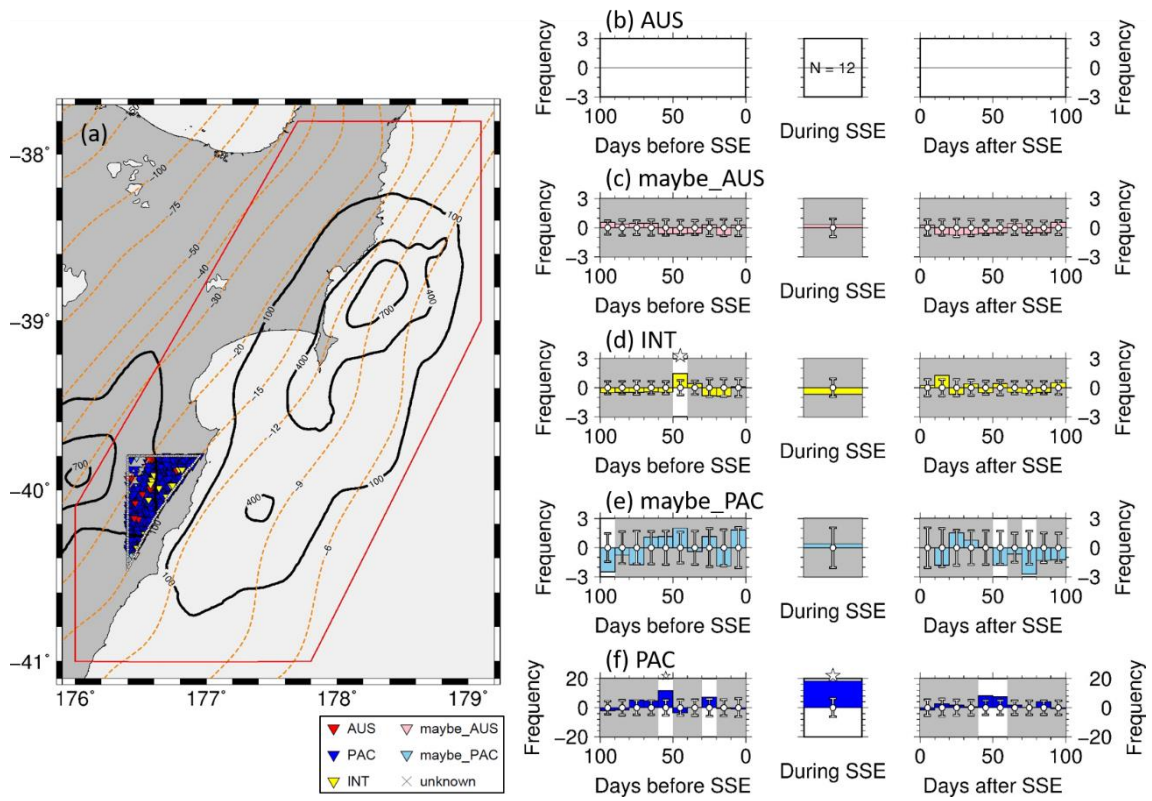 (a)
−38°
−39°
−40°
−41°
176°
177°
178°
179°
−50
−100
−75
−50
−40
−30
−20
−15
−12
−9
−6
100
100
400
400
700
100
400
100
100
700
100
AUS
maybe_AUS
PAC
maybe_PAC
INT
unknown
(b) AUS
Frequency
3
0
−3
N = 12
Frequency
3
0
−3
100 50 0
Days before SSE
During SSE
0 50 100
Days after SSE
(c) maybe_AUS
Frequency
3
0
−3
Frequency
3
0
−3
100 50 0
Days before SSE
During SSE
0 50 100
Days after SSE
(d) INT
Frequency
3
0
−3
Frequency
3
0
−3
100 50 0
Days before SSE
During SSE
0 50 100
Days after SSE
(e) maybe_PAC
Frequency
3
0
−3
Frequency
3
0
−3
100 50 0
Days before SSE
During SSE
0 50 100
Days after SSE
(f) PAC
Frequency
20
0
−20
Frequency
20
0
−20
100 50 0
Days before SSE
During SSE
0 50 100
Days after SSE